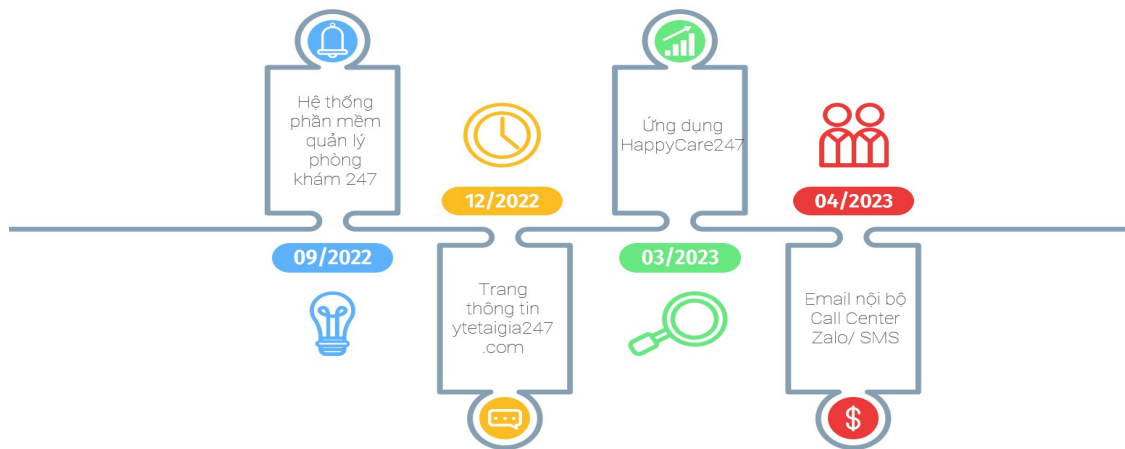 Hệ thống
phần mềm
quản lý
phòng
khám 247
09/2022
12/2022
Trang
thông tin
ytetaigia247
.com
Ứng dụng
HappyCare247
03/2023
04/2023
Email nội bộ
Call Center
Zalo/ SMS
$